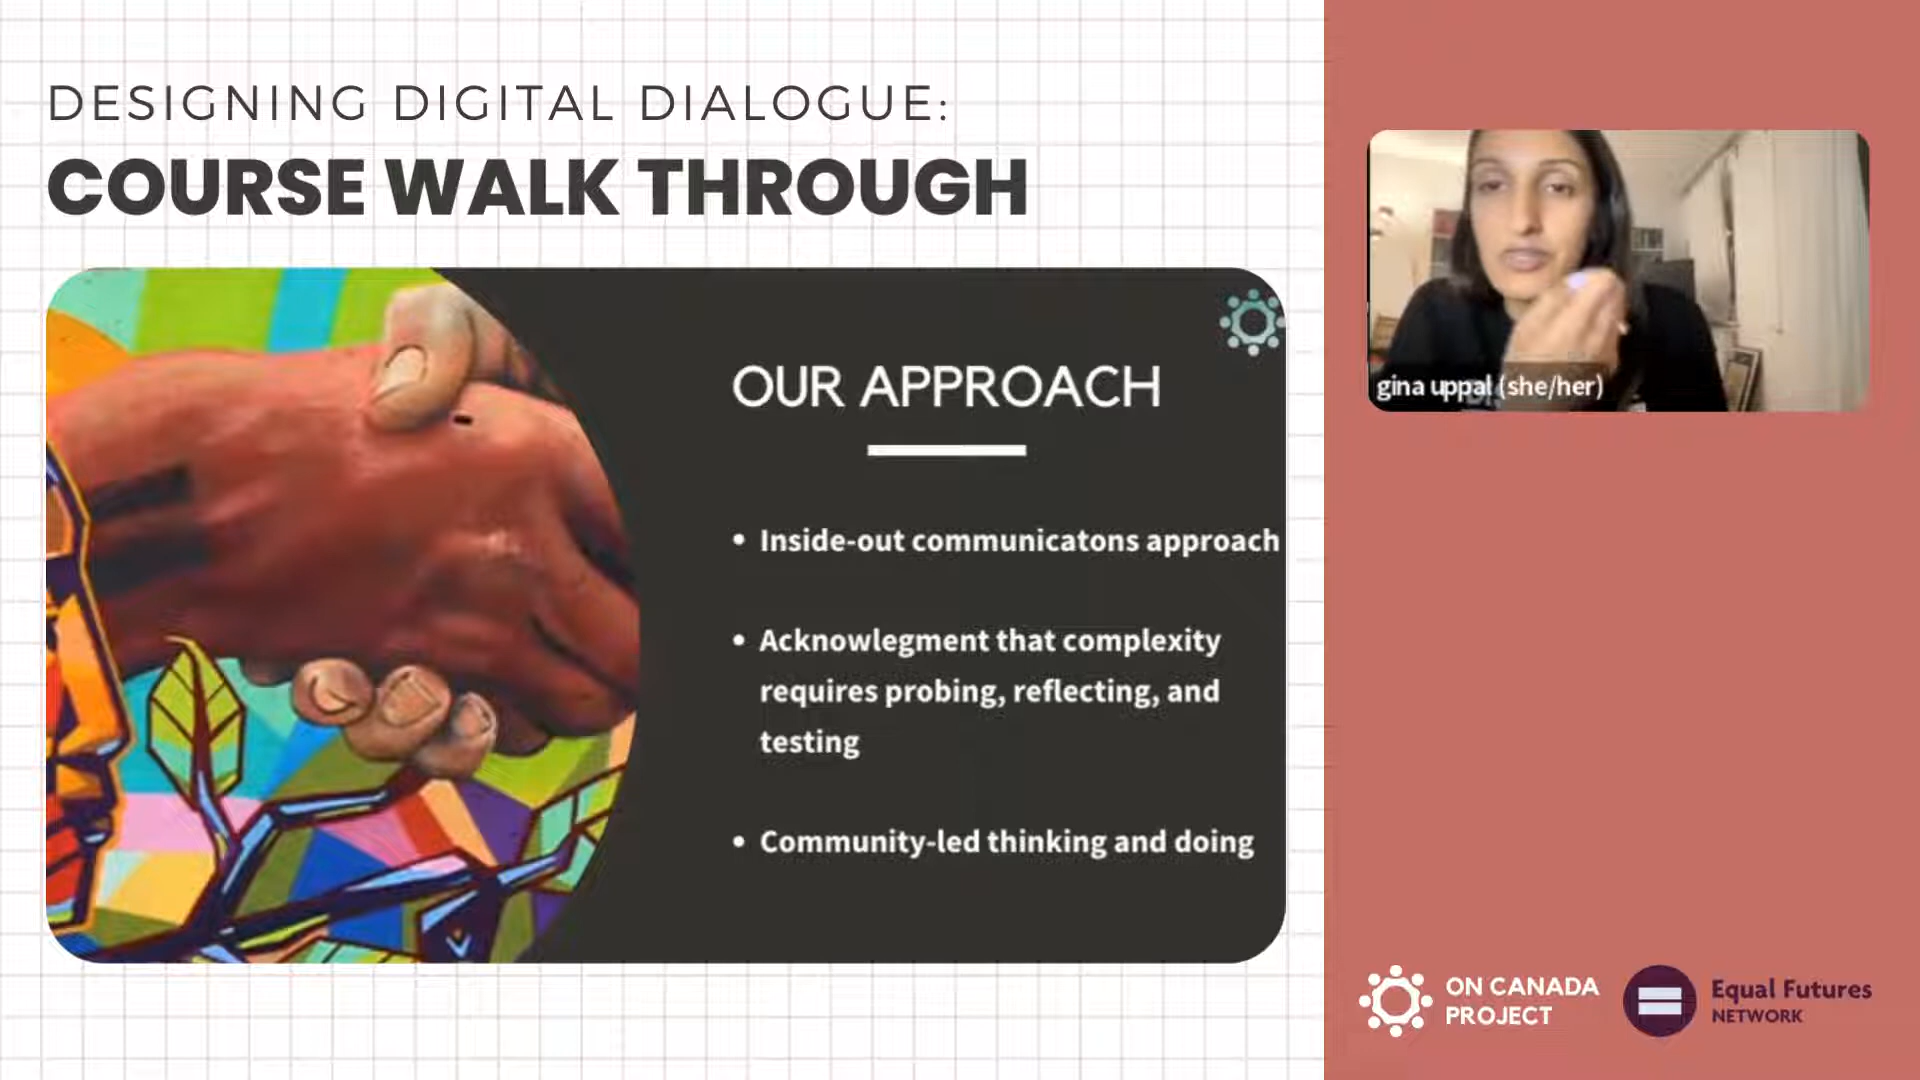 DESIGNING DIGITAL DIALOGUE:
COURSE WALK THROUGH
OUR APPROACH
• Inside-out communicatons approach
• Acknowlegment that complexity
requires probing, reflecting, and
testing
• Community-led thinking and doing
gina uppal (she/her)
ON CANADA
PROJECT
Equal Futures
NETWORK